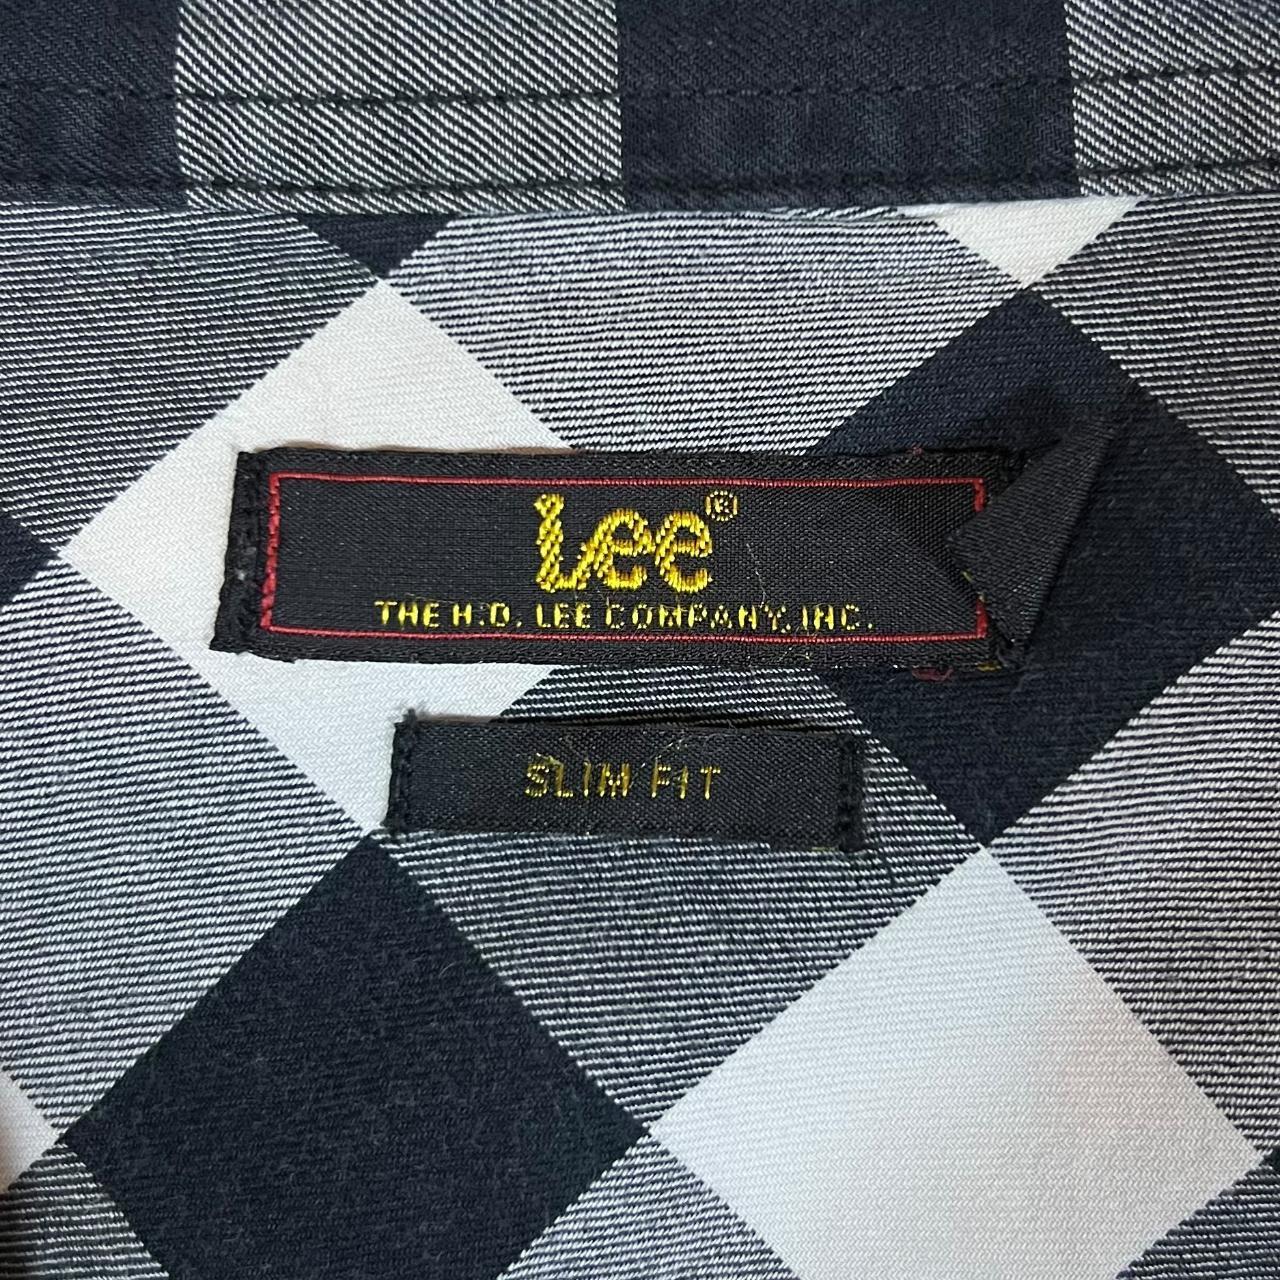 Lee®
THE H.D. LEE COMPANY, INC.
SLIM FIT